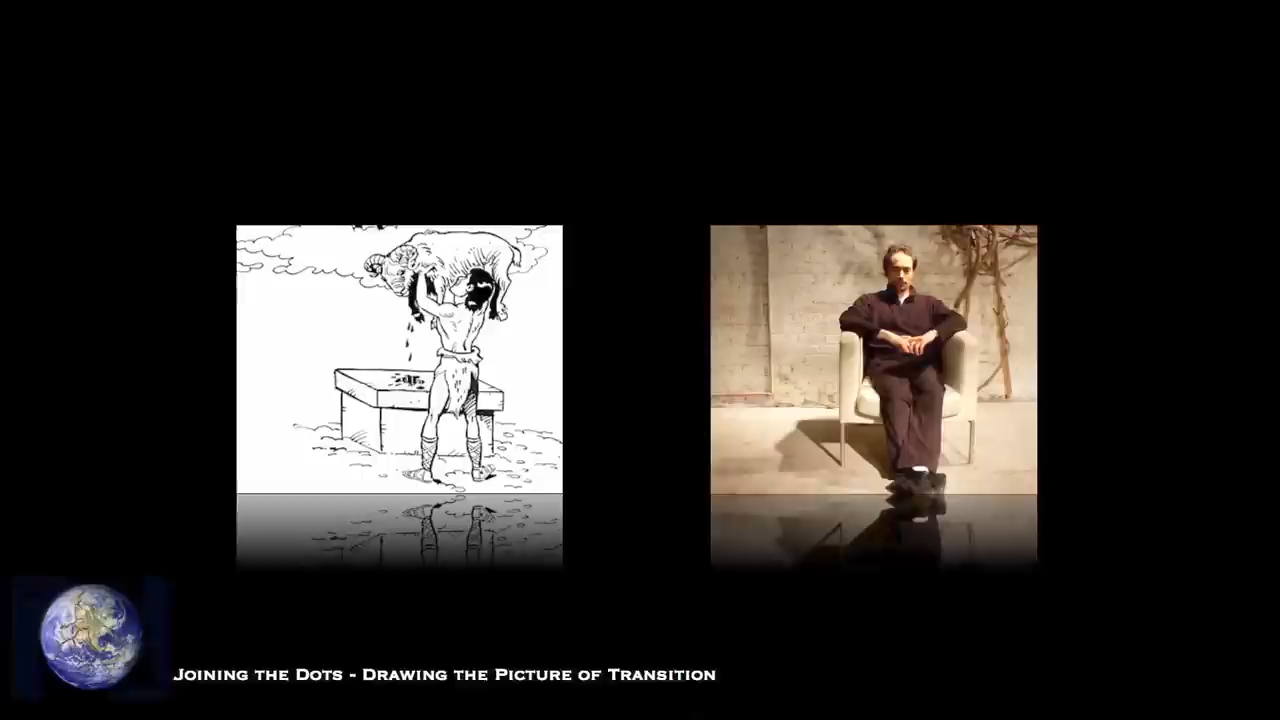 Joining the Dots - Drawing the Picture of Transition